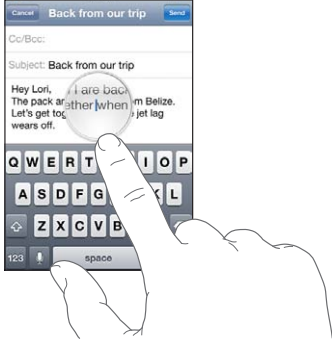 Cancel Back from our trip Send
Cc/Bcc:
Subject: Back from our trip
Hey Lori,
I are back
The pack ar m Belize.
ether when
Let's get tog jet lag
wears off.
Q W E R T I O P
A S D F G K L
Z X C V B
123 space